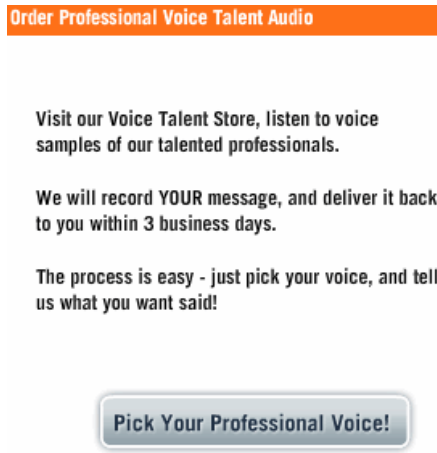 Order Professional Voice Talent Audio
Visit our Voice Talent Store, listen to voice
samples of our talented professionals.
We will record YOUR message, and deliver it back
to you within 3 business days.
The process is easy - just pick your voice, and tell
us what you want said!
Pick Your Professional Voice!